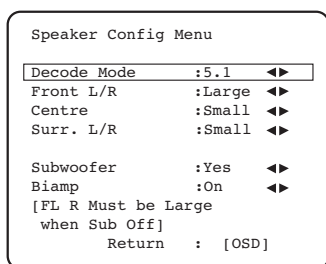 Speaker Config Menu
Decode Mode :5.1 ◄►
Front L/R :Large ◄►
Centre :Small ◄►
Surr. L/R :Small ◄►
Subwoofer :Yes ◄►
Biamp :On ◄►
[FL R Must be Large
when Sub Off]
Return : [OSD]